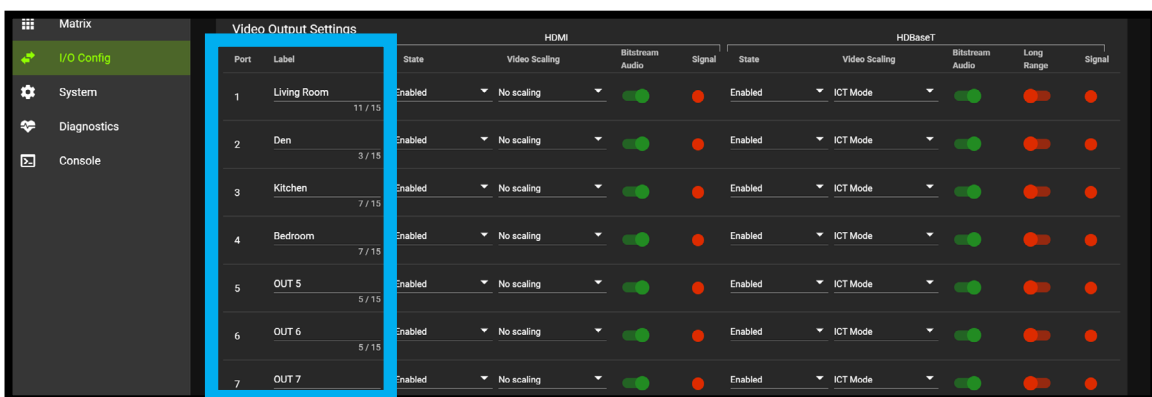 Matrix
I/O Config
System
Diagnostics
Console
Video Output Settings
HDMI HDBaseT
Port Label State Video Scaling Bitstream Audio Signal State Video Scaling Bitstream Audio Long Range Signal
1 Living Room Enabled No scaling Enabled ICT Mode
11 / 15
2 Den Enabled No scaling Enabled ICT Mode
3 / 15
3 Kitchen Enabled No scaling Enabled ICT Mode
7 / 15
4 Bedroom Enabled No scaling Enabled ICT Mode
7 / 15
5 OUT 5 Enabled No scaling Enabled ICT Mode
5 / 15
6 OUT 6 Enabled No scaling Enabled ICT Mode
5 / 15
7 OUT 7 Enabled No scaling Enabled ICT Mode